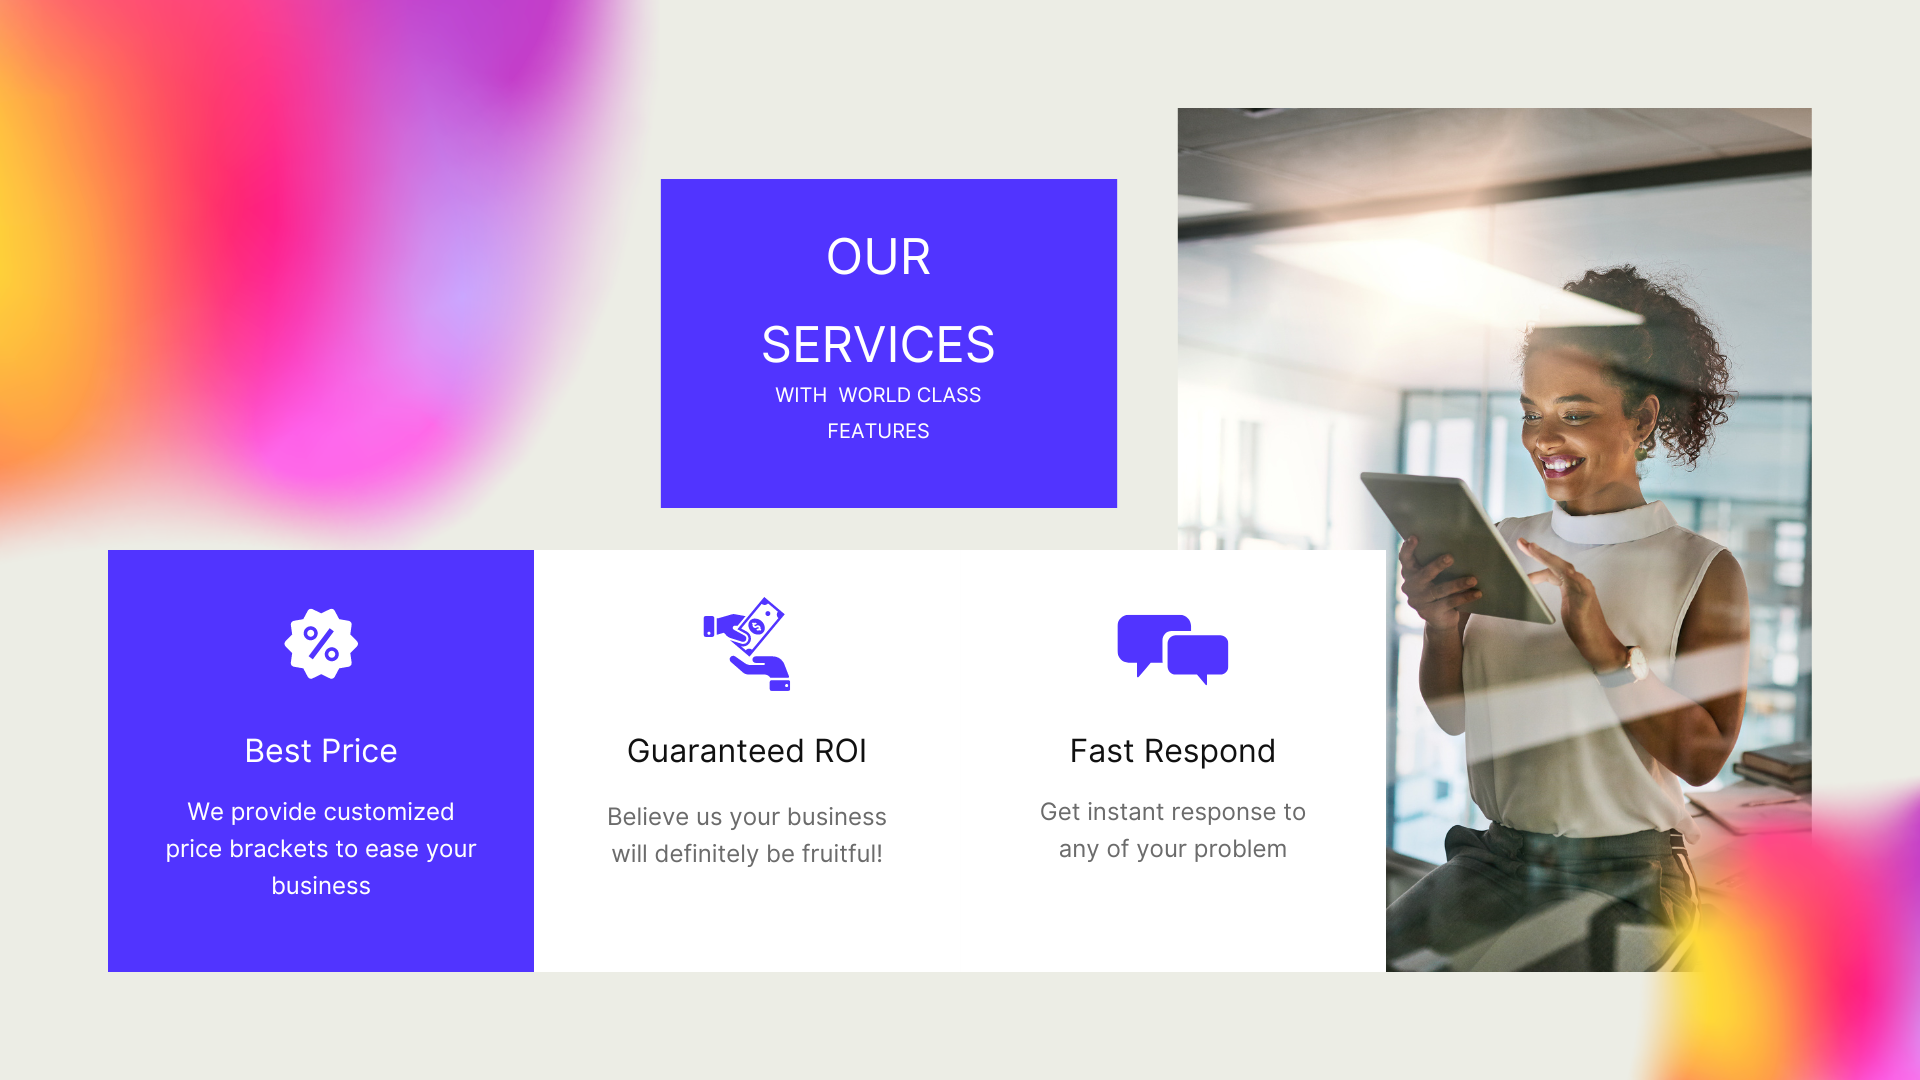 OUR
SERVICES
WITH  WORLD CLASS
FEATURES
Best Price
We provide customized
price brackets to ease your
business
Guaranteed ROI
Believe us your business
will definitely be fruitful!
Fast Respond
Get instant response to
any of your problem